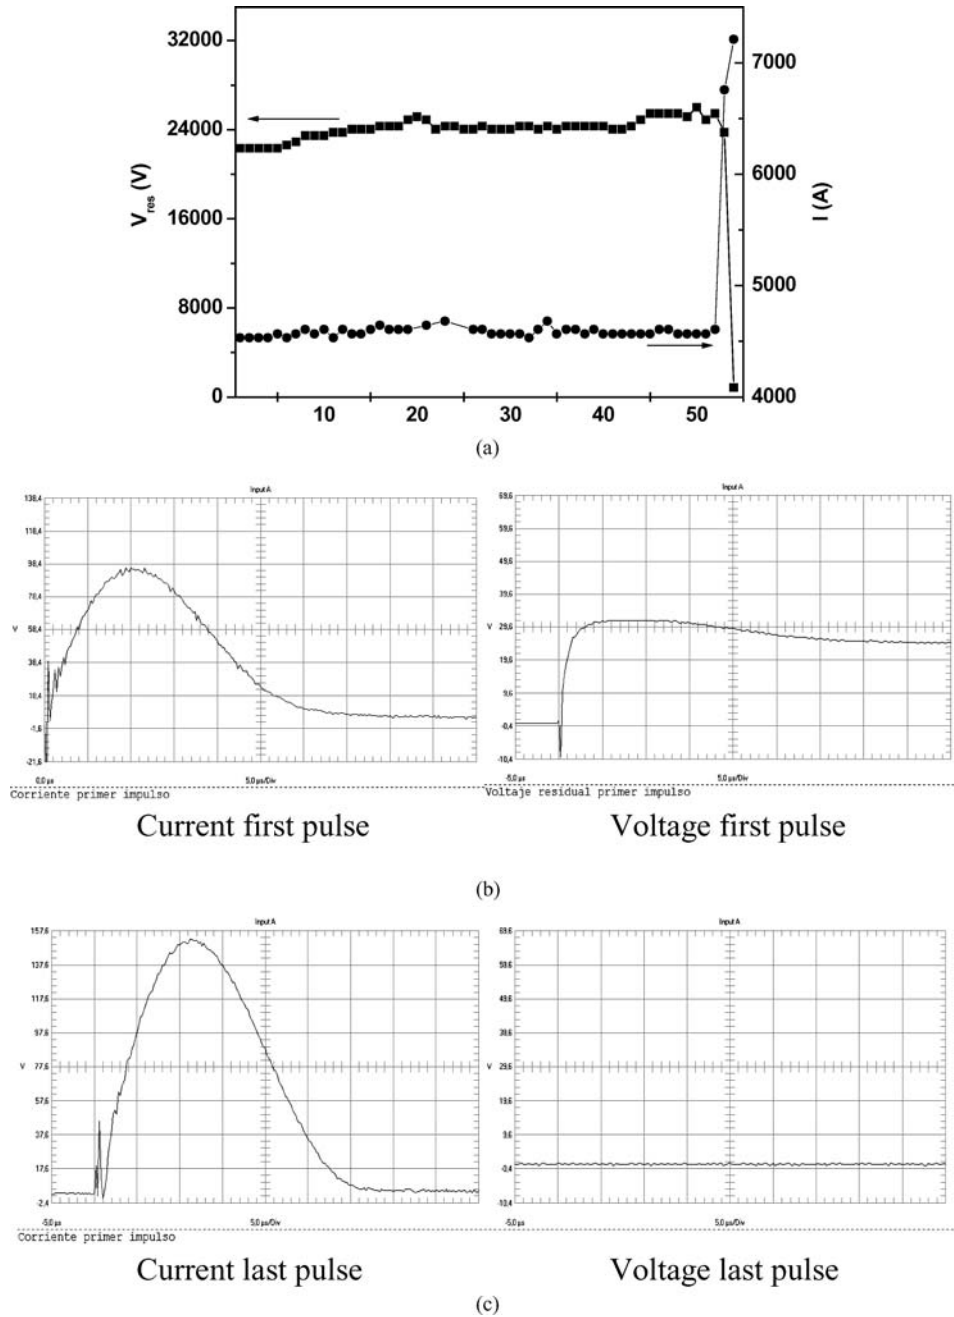 32000
24000
16000
8000
0
Vres (V)
7000
6000
5000
4000
I (A)
10 20 30 40 50
(a)
Input A
138,4
118,4
98,4
78,4
V 58,4
38,4
18,4
-1,6
-21,6
0.0 µs 5.0 µs/Div
Corriente primer impulso
Current first pulse
Input A
69,6
59,6
49,6
39,6
V 29,6
19,6
9,6
-0,4
-10,4
-5.0 µs 5.0 µs/Div
Voltaje residual primer impulso
Voltage first pulse
(b)
Input A
157,6
137,6
117,6
97,6
V 77,6
57,6
37,6
17,6
-2,4
-5.0 µs 5.0 µs/Div
Corriente primer impulso
Current last pulse
Input A
69,6
59,6
49,6
39,6
V 29,6
19,6
9,6
-0,4
-10,4
-5.0 µs 5.0 µs/Div
Voltage last pulse
(c)